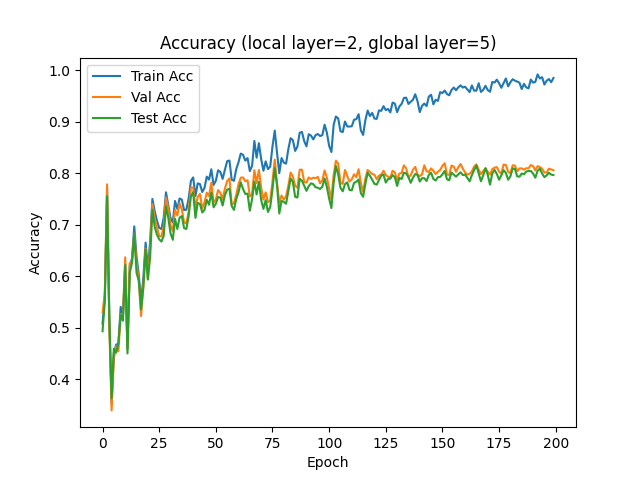 Accuracy (local layer=2, global layer=5)
Train Acc
Val Acc
Test Acc
1.0
0.9
0.8
0.7
0.6
0.5
0.4
Accuracy
0 25 50 75 100 125 150 175 200
Epoch